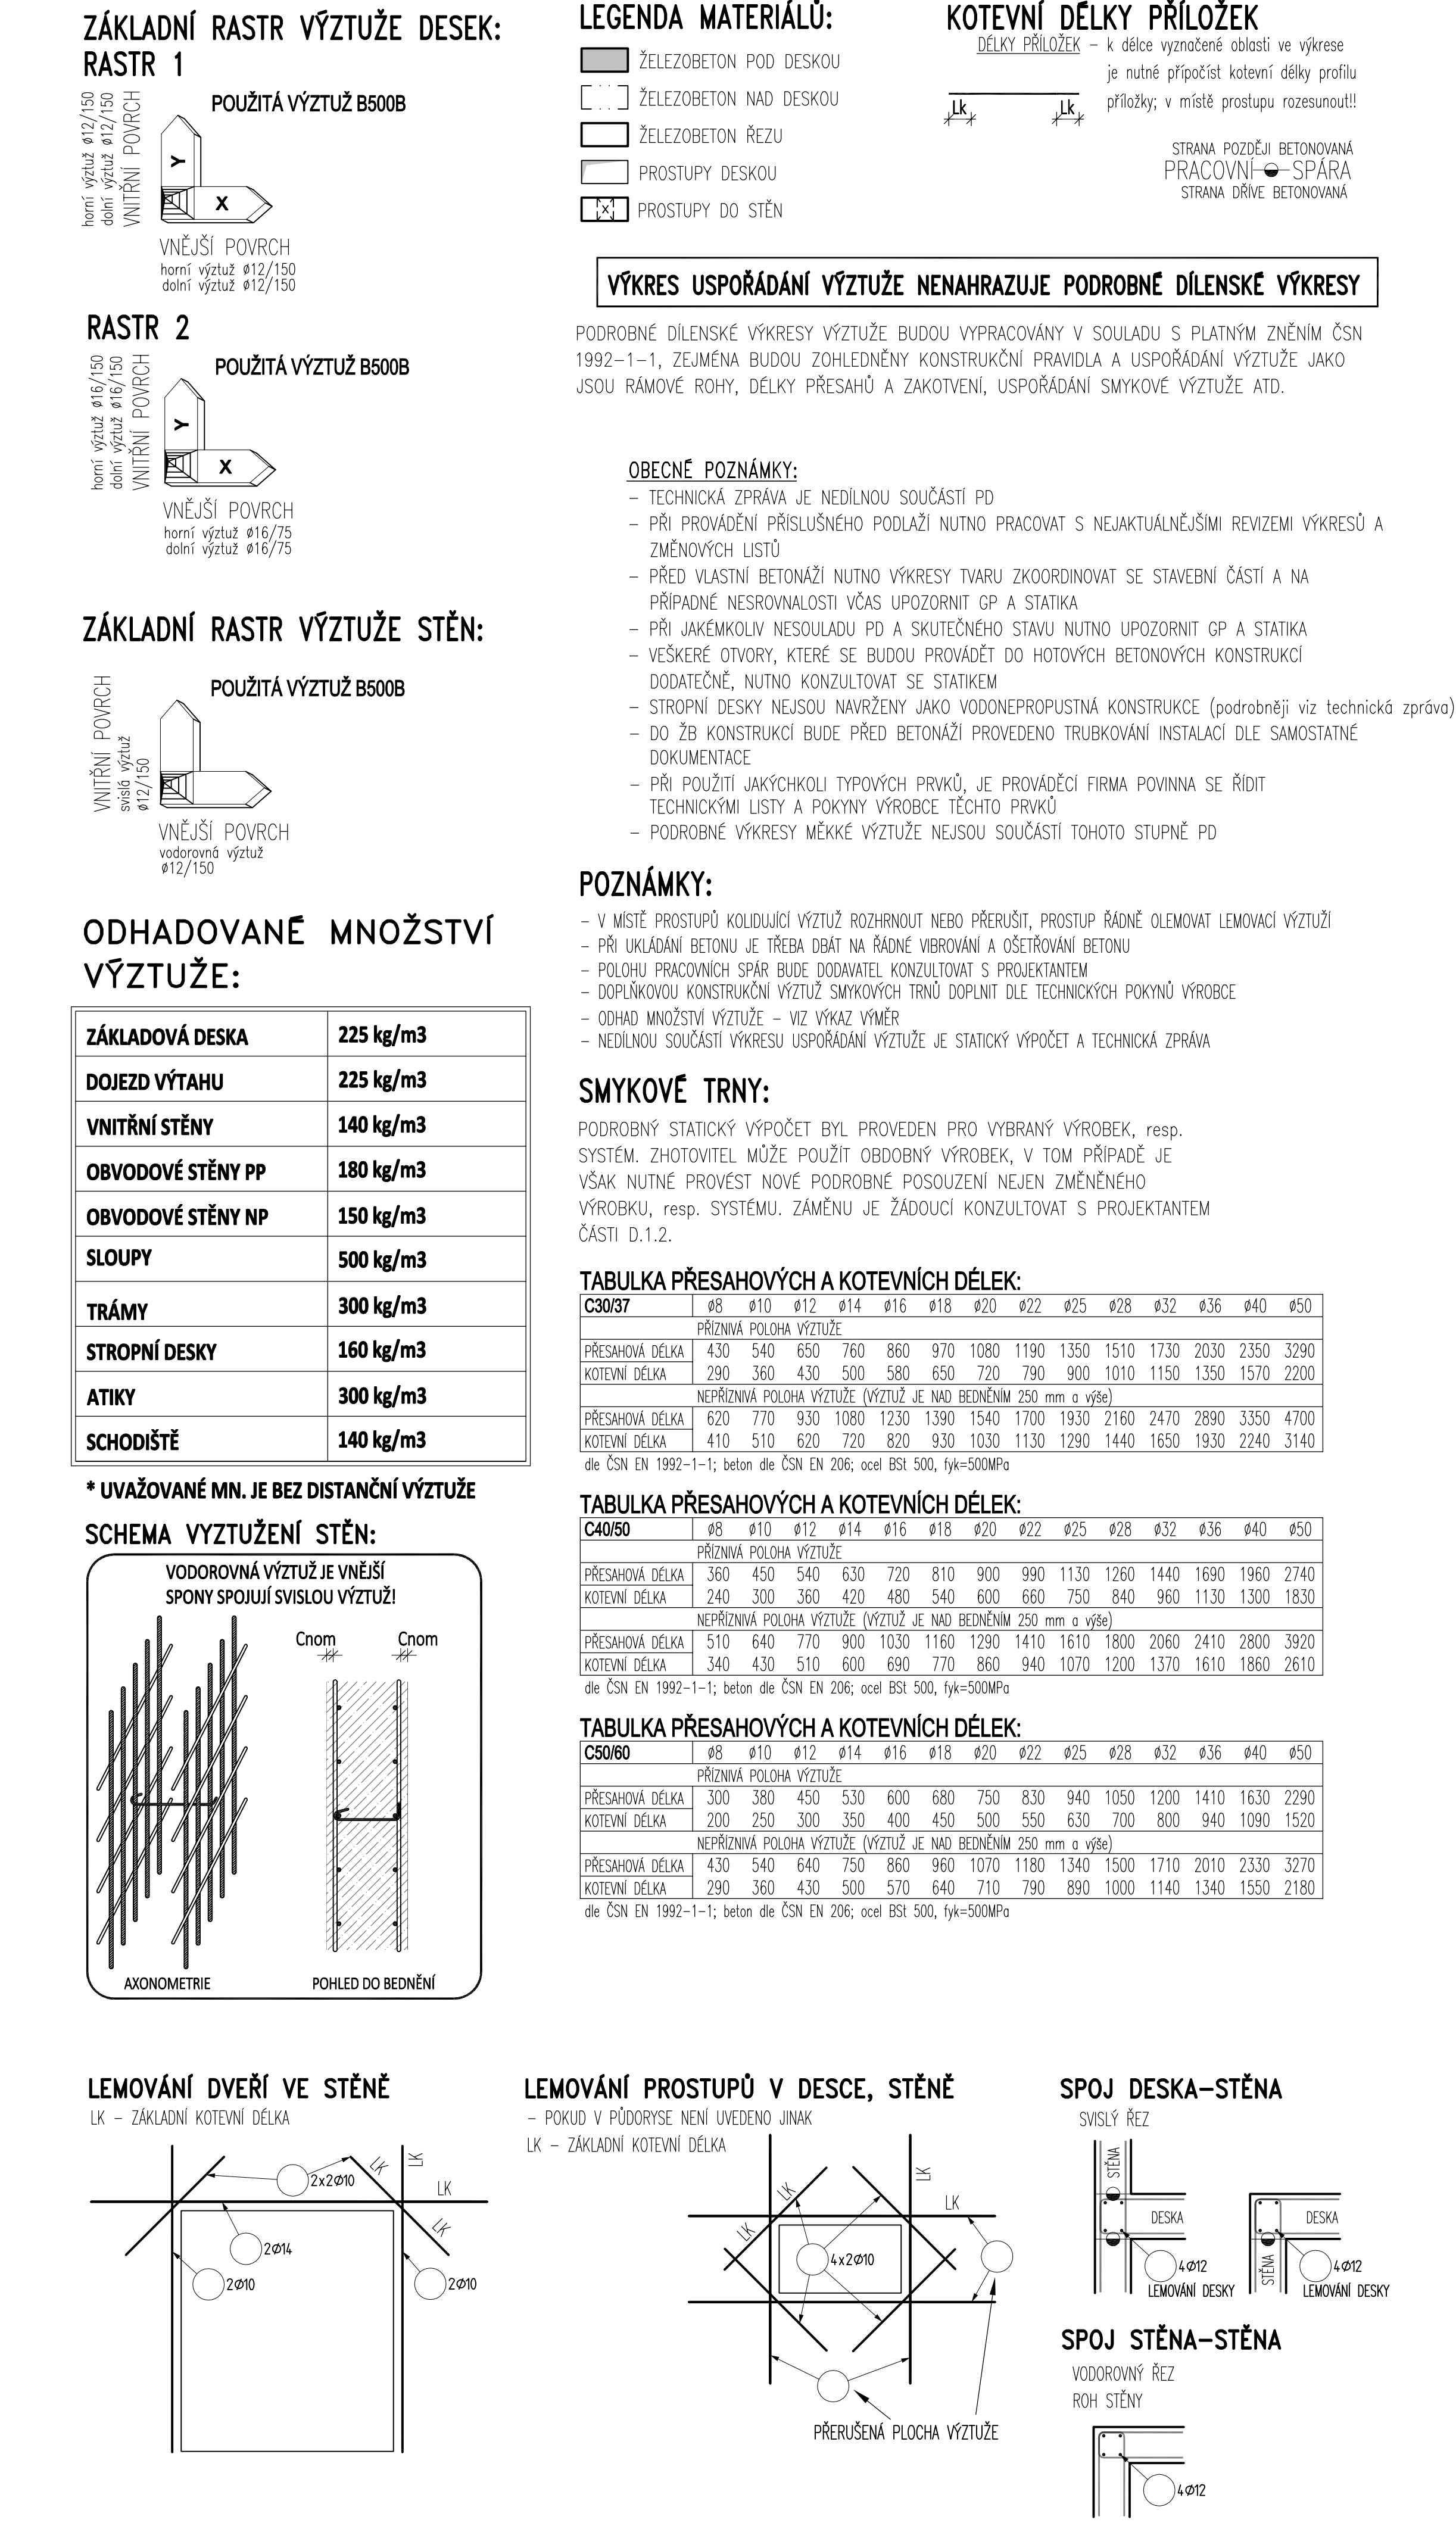 ZÁKLADNÍ RASTR VÝZTUŽE DESEK:
RASTR 1
POUŽITÁ VÝZTUŽ B500B
horní výztuž ø12/150
dolní výztuž ø12/150
VNITŘNÍ POVRCH
Y
X
VNĚJŠÍ POVRCH
horní výztuž ø12/150
dolní výztuž ø12/150
RASTR 2
POUŽITÁ VÝZTUŽ B500B
horní výztuž ø16/150
dolní výztuž ø16/150
VNITŘNÍ POVRCH
Y
X
VNĚJŠÍ POVRCH
horní výztuž ø16/75
dolní výztuž ø16/75
ZÁKLADNÍ RASTR VÝZTUŽE STĚN:
POUŽITÁ VÝZTUŽ B500B
VNITŘNÍ POVRCH
svislá výztuž
ø12/150
VNĚJŠÍ POVRCH
vodorovná výztuž
ø12/150
ODHADOVANÉ MNOŽSTVÍ
VÝZTUŽE:
ZÁKLADOVÁ DESKA 225 kg/m3
DOJEZD VÝTAHU 225 kg/m3
VNITŘNÍ STĚNY 140 kg/m3
OBVODOVÉ STĚNY PP 180 kg/m3
OBVODOVÉ STĚNY NP 150 kg/m3
SLOUPY 500 kg/m3
TRÁMY 300 kg/m3
STROPNÍ DESKY 160 kg/m3
ATIKY 300 kg/m3
SCHODIŠTĚ 140 kg/m3
* UVAŽOVANÉ MN. JE BEZ DISTANČNÍ VÝZTUŽE
SCHEMA VYZTUŽENÍ STĚN:
VODOROVNÁ VÝZTUŽ JE VNĚJŠÍ
SPONY SPOJUJÍ SVISLOU VÝZTUŽ!
Cnom Cnom
AXONOMETRIE POHLED DO BEDNĚNÍ
LEGENDA MATERIÁLŮ:
ŽELEZOBETON POD DESKOU
ŽELEZOBETON NAD DESKOU
ŽELEZOBETON ŘEZU
PROSTUPY DESKOU
x PROSTUPY DO STĚN
KOTEVNÍ DÉLKY PŘÍLOŽEK
DÉLKY PŘÍLOŽEK – k délce vyznačené oblasti ve výkrese
je nutné přípočíst kotevní délky profilu
příložky; v místě prostupu rozesunout!!
Lk Lk
STRANA POZDĚJI BETONOVANÁ
PRACOVNÍ SPÁRA
STRANA DŘÍVE BETONOVANÁ
VÝKRES USPOŘÁDÁNÍ VÝZTUŽE NENAHRAZUJE PODROBNÉ DÍLENSKÉ VÝKRESY
PODROBNÉ DÍLENSKÉ VÝKRESY VÝZTUŽE BUDOU VYPRACOVÁNY V SOULADU S PLATNÝM ZNĚNÍM ČSN
1992–1–1, ZEJMÉNA BUDOU ZOHLEDNĚNY KONSTRUKČNÍ PRAVIDLA A USPOŘÁDÁNÍ VÝZTUŽE JAKO
JSOU RÁMOVÉ ROHY, DÉLKY PŘESAHŮ A ZAKOTVENÍ, USPOŘÁDÁNÍ SMYKOVÉ VÝZTUŽE ATD.
OBECNÉ POZNÁMKY:
– TECHNICKÁ ZPRÁVA JE NEDÍLNOU SOUČÁSTÍ PD
– PŘI PROVÁDĚNÍ PŘÍSLUŠNÉHO PODLAŽÍ NUTNO PRACOVAT S NEJAKTUÁLNĚJŠÍMI REVIZEMI VÝKRESŮ A
ZMĚNOVÝCH LISTŮ
– PŘED VLASTNÍ BETONÁŽÍ NUTNO VÝKRESY TVARU ZKOORDINOVAT SE STAVEBNÍ ČÁSTÍ A NA
PŘÍPADNÉ NESROVNALOSTI VČAS UPOZORNIT GP A STATIKA
– PŘI JAKÉMKOLIV NESOULADU PD A SKUTEČNÉHO STAVU NUTNO UPOZORNIT GP A STATIKA
– VEŠKERÉ OTVORY, KTERÉ SE BUDOU PROVÁDĚT DO HOTOVÝCH BETONOVÝCH KONSTRUKCÍ
DODATEČNĚ, NUTNO KONZULTOVAT SE STATIKEM
– STROPNÍ DESKY NEJSOU NAVRŽENY JAKO VODONEPROPUSTNÁ KONSTRUKCE (podrobněji viz technická zpráva)
– DO ŽB KONSTRUKCÍ BUDE PŘED BETONÁŽÍ PROVEDENO TRUBKOVÁNÍ INSTALACÍ DLE SAMOSTATNÉ
DOKUMENTACE
– PŘI POUŽITÍ JAKÝCHKOLI TYPOVÝCH PRVKŮ, JE PROVÁDĚCÍ FIRMA POVINNA SE ŘÍDIT
TECHNICKÝMI LISTY A POKYNY VÝROBCE TĚCHTO PRVKŮ
– PODROBNÉ VÝKRESY MĚKKÉ VÝZTUŽE NEJSOU SOUČÁSTÍ TOHOTO STUPNĚ PD
POZNÁMKY:
– V MÍSTĚ PROSTUPŮ KOLIDUJÍCÍ VÝZTUŽ ROZHRNOUT NEBO PŘERUŠIT, PROSTUP ŘÁDNĚ OLEMOVAT LEMOVACÍ VÝZTUŽÍ
– PŘI UKLÁDÁNÍ BETONU JE TŘEBA DBÁT NA ŘÁDNÉ VIBROVÁNÍ A OŠETŘOVÁNÍ BETONU
– POLOHU PRACOVNÍCH SPÁR BUDE DODAVATEL KONZULTOVAT S PROJEKTANTEM
– DOPLŇKOVOU KONSTRUKČNÍ VÝZTUŽ SMYKOVÝCH TRNŮ DOPLNIT DLE TECHNICKÝCH POKYNŮ VÝROBCE
– ODHAD MNOŽSTVÍ VÝZTUŽE – VIZ VÝKAZ VÝMĚR
– NEDÍLNOU SOUČÁSTÍ VÝKRESU USPOŘÁDÁNÍ VÝZTUŽE JE STATICKÝ VÝPOČET A TECHNICKÁ ZPRÁVA
SMYKOVÉ TRNY:
PODROBNÝ STATICKÝ VÝPOČET BYL PROVEDEN PRO VYBRANÝ VÝROBEK, resp.
SYSTÉM. ZHOTOVITEL MŮŽE POUŽÍT OBDOBNÝ VÝROBEK, V TOM PŘÍPADĚ JE
VŠAK NUTNÉ PROVÉST NOVÉ PODROBNÉ POSOUZENÍ NEJEN ZMĚNĚNÉHO
VÝROBKU, resp. SYSTÉMU. ZÁMĚNU JE ŽÁDOUCÍ KONZULTOVAT S PROJEKTANTEM
ČÁSTI D.1.2.
TABULKA PŘESAHOVÝCH A KOTEVNÍCH DÉLEK:
C30/37 ø8 ø10 ø12 ø14 ø16 ø18 ø20 ø22 ø25 ø28 ø32 ø36 ø40 ø50
PŘÍZNIVÁ POLOHA VÝZTUŽE
PŘESAHOVÁ DÉLKA 430 540 650 760 860 970 1080 1190 1350 1510 1730 2030 2350 3290
KOTEVNÍ DÉLKA 290 360 430 500 580 650 720 790 900 1010 1150 1350 1570 2200
NEPŘÍZNIVÁ POLOHA VÝZTUŽE (VÝZTUŽ JE NAD BEDNĚNÍM 250 mm a výše)
PŘESAHOVÁ DÉLKA 620 770 930 1080 1230 1390 1540 1700 1930 2160 2470 2890 3350 4700
KOTEVNÍ DÉLKA 410 510 620 720 820 930 1030 1130 1290 1440 1650 1930 2240 3140
dle ČSN EN 1992–1–1; beton dle ČSN EN 206; ocel BSt 500, fyk=500MPa
TABULKA PŘESAHOVÝCH A KOTEVNÍCH DÉLEK:
C40/50 ø8 ø10 ø12 ø14 ø16 ø18 ø20 ø22 ø25 ø28 ø32 ø36 ø40 ø50
PŘÍZNIVÁ POLOHA VÝZTUŽE
PŘESAHOVÁ DÉLKA 360 450 540 630 720 810 900 990 1130 1260 1440 1690 1960 2740
KOTEVNÍ DÉLKA 240 300 360 420 480 540 600 660 750 840 960 1130 1300 1830
NEPŘÍZNIVÁ POLOHA VÝZTUŽE (VÝZTUŽ JE NAD BEDNĚNÍM 250 mm a výše)
PŘESAHOVÁ DÉLKA 510 640 770 900 1030 1160 1290 1410 1610 1800 2060 2410 2800 3920
KOTEVNÍ DÉLKA 340 430 510 600 690 770 860 940 1070 1200 1370 1610 1860 2610
dle ČSN EN 1992–1–1; beton dle ČSN EN 206; ocel BSt 500, fyk=500MPa
TABULKA PŘESAHOVÝCH A KOTEVNÍCH DÉLEK:
C50/60 ø8 ø10 ø12 ø14 ø16 ø18 ø20 ø22 ø25 ø28 ø32 ø36 ø40 ø50
PŘÍZNIVÁ POLOHA VÝZTUŽE
PŘESAHOVÁ DÉLKA 300 380 450 530 600 680 750 830 940 1050 1200 1410 1630 2290
KOTEVNÍ DÉLKA 200 250 300 350 400 450 500 550 630 700 800 940 1090 1520
NEPŘÍZNIVÁ POLOHA VÝZTUŽE (VÝZTUŽ JE NAD BEDNĚNÍM 250 mm a výše)
PŘESAHOVÁ DÉLKA 430 540 640 750 860 960 1070 1180 1340 1500 1710 2010 2330 3270
KOTEVNÍ DÉLKA 290 360 430 500 570 640 710 790 890 1000 1140 1340 1550 2180
dle ČSN EN 1992–1–1; beton dle ČSN EN 206; ocel BSt 500, fyk=500MPa
LEMOVÁNÍ DVEŘÍ VE STĚNĚ
LK – ZÁKLADNÍ KOTEVNÍ DÉLKA
2x2Ø10
LK
LK
LK
LK
2Ø14
2Ø10
2Ø10
LEMOVÁNÍ PROSTUPŮ V DESCE, STĚNĚ
– POKUD V PŮDORYSE NENÍ UVEDENO JINAK
LK – ZÁKLADNÍ KOTEVNÍ DÉLKA
LK
LK
LK
LK
4x2Ø10
PŘERUŠENÁ PLOCHA VÝZTUŽE
SPOJ DESKA–STĚNA
SVISLÝ ŘEZ
STĚNA
DESKA
4Ø12
LEMOVÁNÍ DESKY
DESKA
STĚNA
4Ø12
LEMOVÁNÍ DESKY
SPOJ STĚNA–STĚNA
VODOROVNÝ ŘEZ
ROH STĚNY
4Ø12